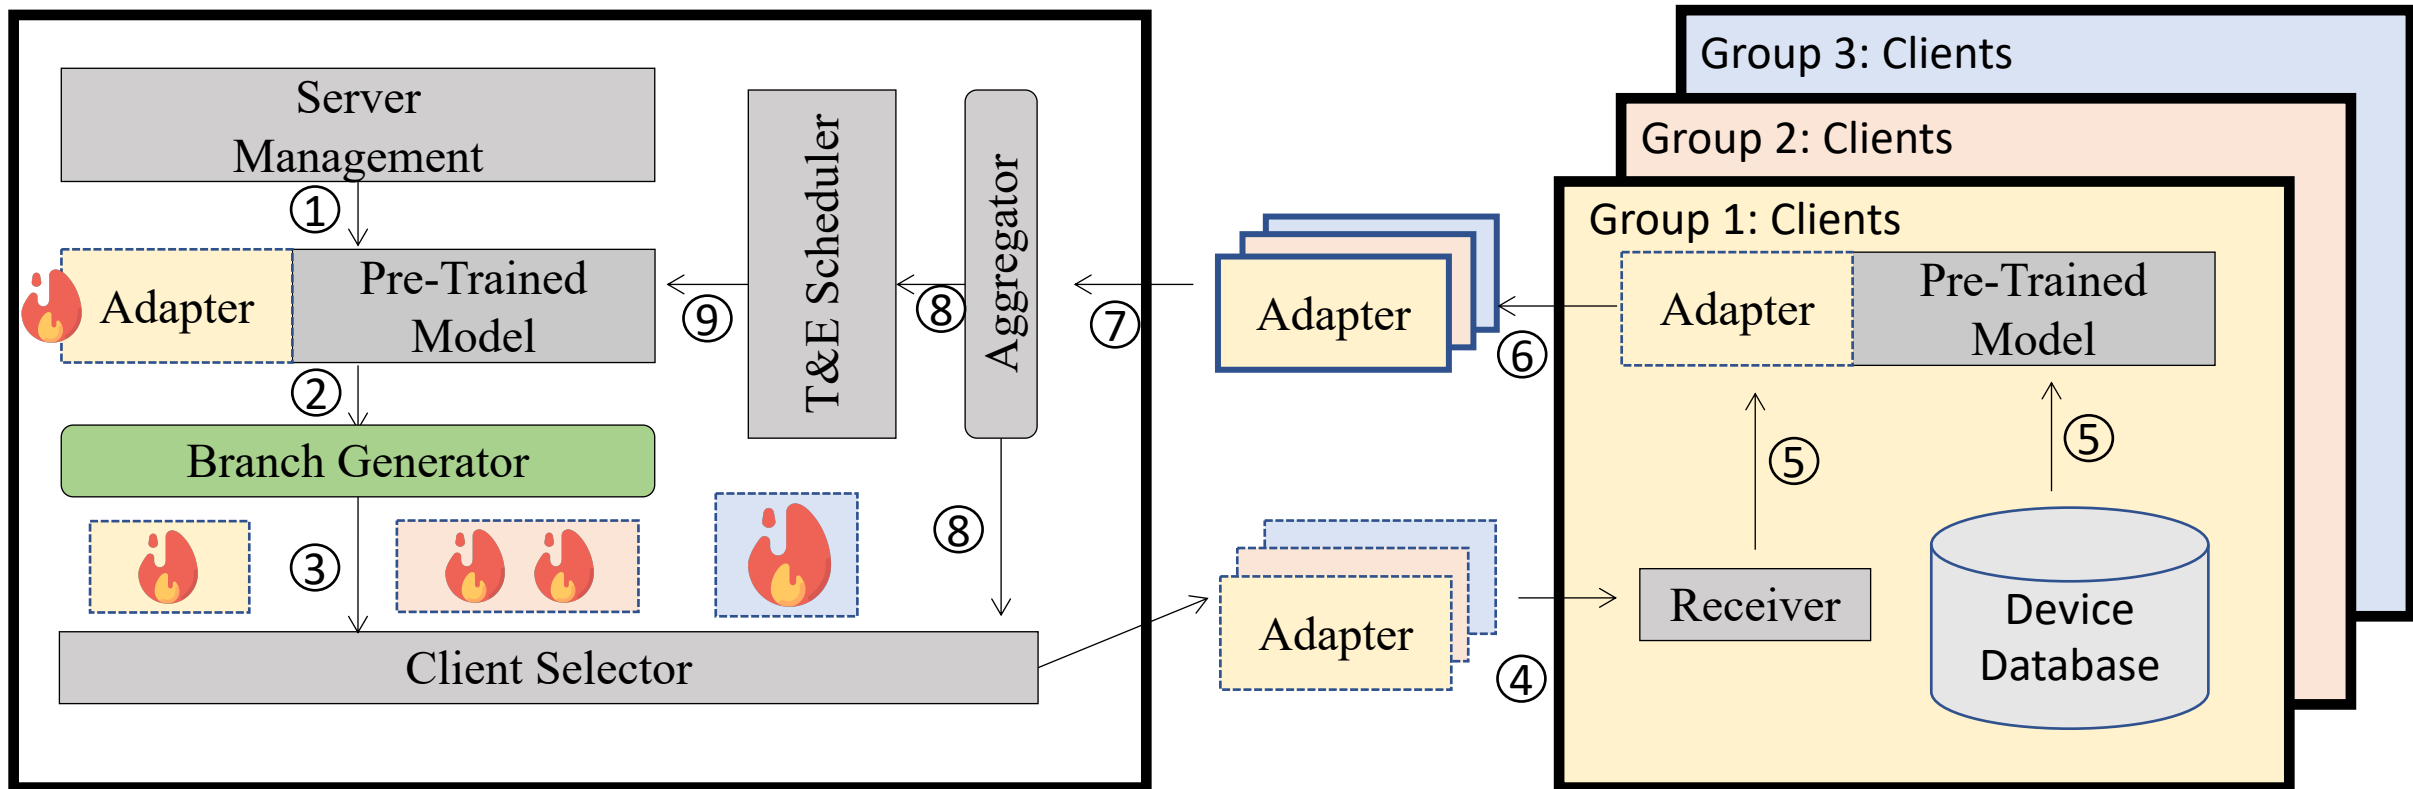 Server
Management
①
Adapter
Pre-Trained
Model
②
Branch Generator
③
Client Selector
T&E Scheduler
Aggregator
⑨
⑧
⑧
⑦
Adapter
⑥
Adapter
④
Group 3: Clients
Group 2: Clients
Group 1: Clients
Adapter
Pre-Trained
Model
⑤
⑤
Receiver
Device
Database